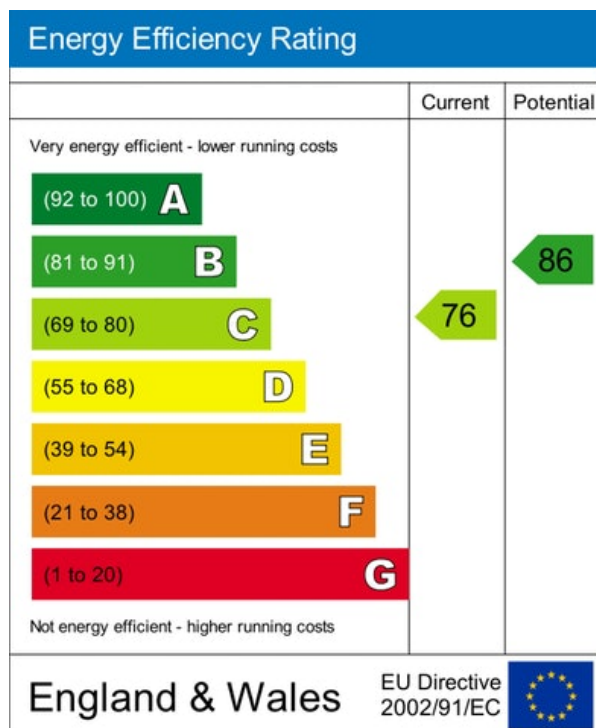 Energy Efficiency Rating
Current Potential
Very energy efficient - lower running costs
(92 to 100) A
(81 to 91) B
86
(69 to 80) C
76
(55 to 68) D
(39 to 54) E
(21 to 38) F
(1 to 20) G
Not energy efficient - higher running costs
England & Wales
EU Directive
2002/91/EC